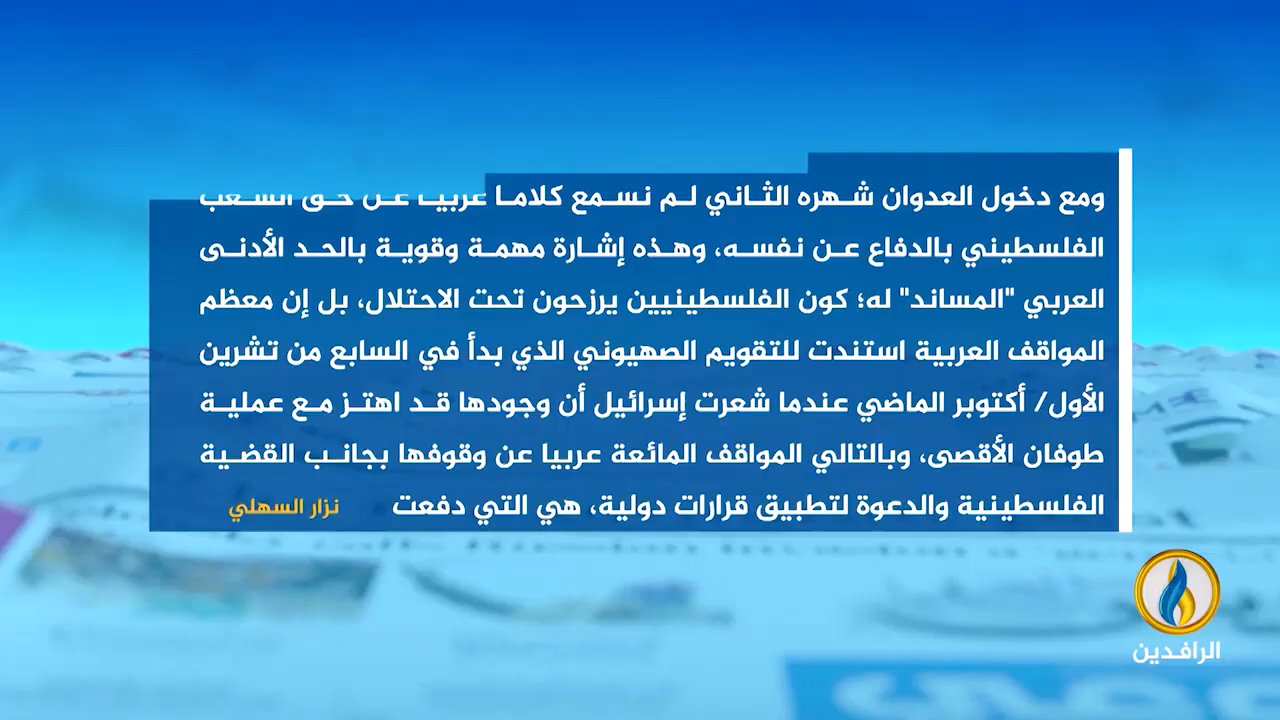 ومع دخول العدوان شهره الثاني لم نسمع كلاما عربيا عن حق الشعب
الفلسطيني بالدفاع عن نفسه، وهذه إشارة مهمة وقوية بالحد الأدنى
العربي "المساند" له؛ كون الفلسطينيين يرزحون تحت الاحتلال، بل إن معظم
المواقف العربية استندت للتقويم الصهيوني الذي بدأ في السابع من تشرين
الأول/ أكتوبر الماضي عندما شعرت إسرائيل أن وجودها قد اهتز مع عملية
طوفان الأقصى، وبالتالي المواقف المائعة عربيا عن وقوفها بجانب القضية
الفلسطينية والدعوة لتطبيق قرارات دولية، هي التي دفعت
نزار السهلي
الرافدين